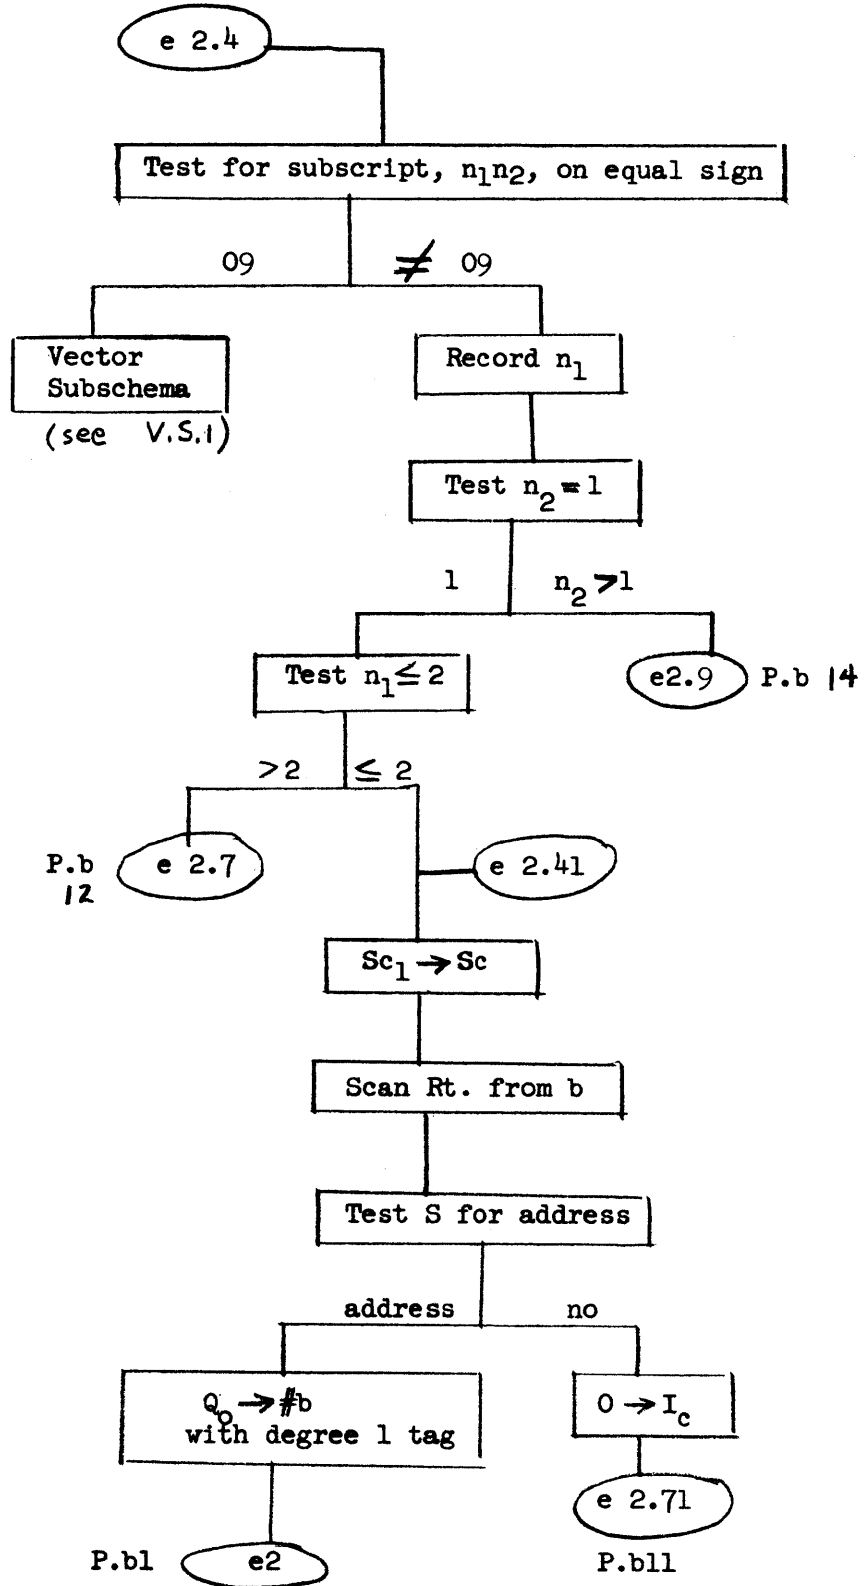 e 2.4
Test for subscript, n₁n₂, on equal sign
09 ≠ 09
Vector
Subschema
(see V.S.1)
Record n₁
Test n₂ = 1
1 n₂ > 1
Test n₁ ≤ 2
e2.9 P.b 14
>2 ≤ 2
P.b
12
e 2.7
e 2.41
Sc₁ → Sc
Scan Rt. from b
Test S for address
address no
Q₀ → #b
with degree 1 tag
0 → I_c
e 2.71
P.b1 e2
P.b11